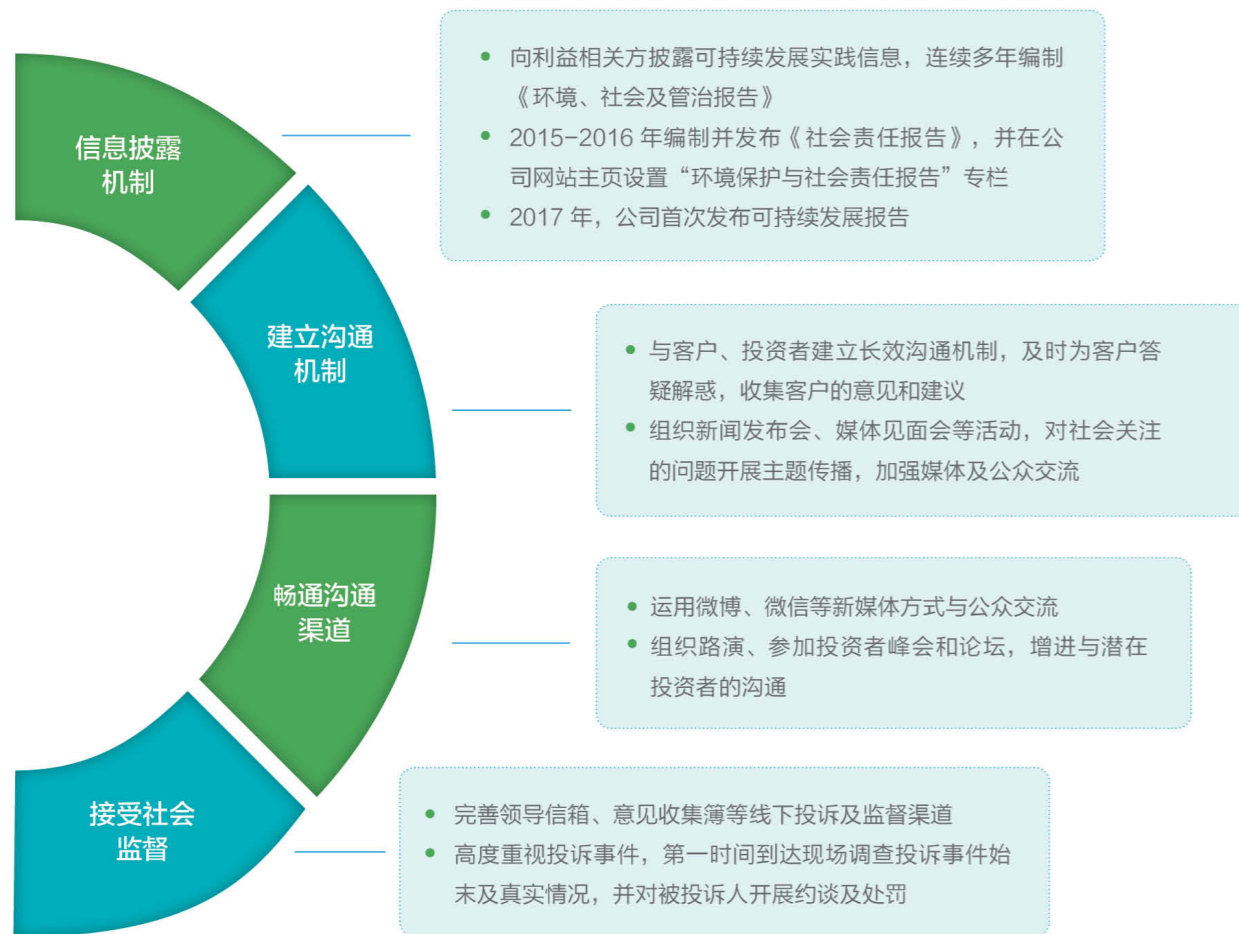 信息披露
机制
• 向利益相关方披露可持续发展实践信息，连续多年编制
《环境、社会及管治报告》
• 2015-2016 年编制并发布《社会责任报告》，并在公
司网站主页设置“环境保护与社会责任报告”专栏
• 2017 年，公司首次发布可持续发展报告
建立沟通
机制
• 与客户、投资者建立长效沟通机制，及时为客户答
疑解惑，收集客户的意见和建议
• 组织新闻发布会、媒体见面会等活动，对社会关注
的问题开展主题传播，加强媒体及公众交流
畅通沟通
渠道
• 运用微博、微信等新媒体方式与公众交流
• 组织路演、参加投资者峰会和论坛，增进与潜在
投资者的沟通
接受社会
监督
• 完善领导信箱、意见收集簿等线下投诉及监督渠道
• 高度重视投诉事件，第一时间到达现场调查投诉事件始
末及真实情况，并对被投诉人开展约谈及处罚